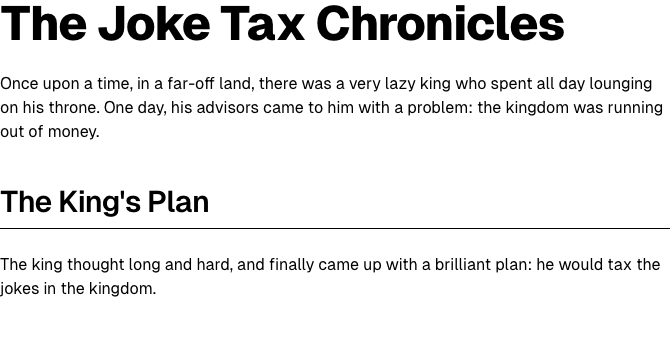 The Joke Tax Chronicles
Once upon a time, in a far-off land, there was a very lazy king who spent all day lounging
on his throne. One day, his advisors came to him with a problem: the kingdom was running
out of money.
The King's Plan
The king thought long and hard, and finally came up with a brilliant plan: he would tax the
jokes in the kingdom.